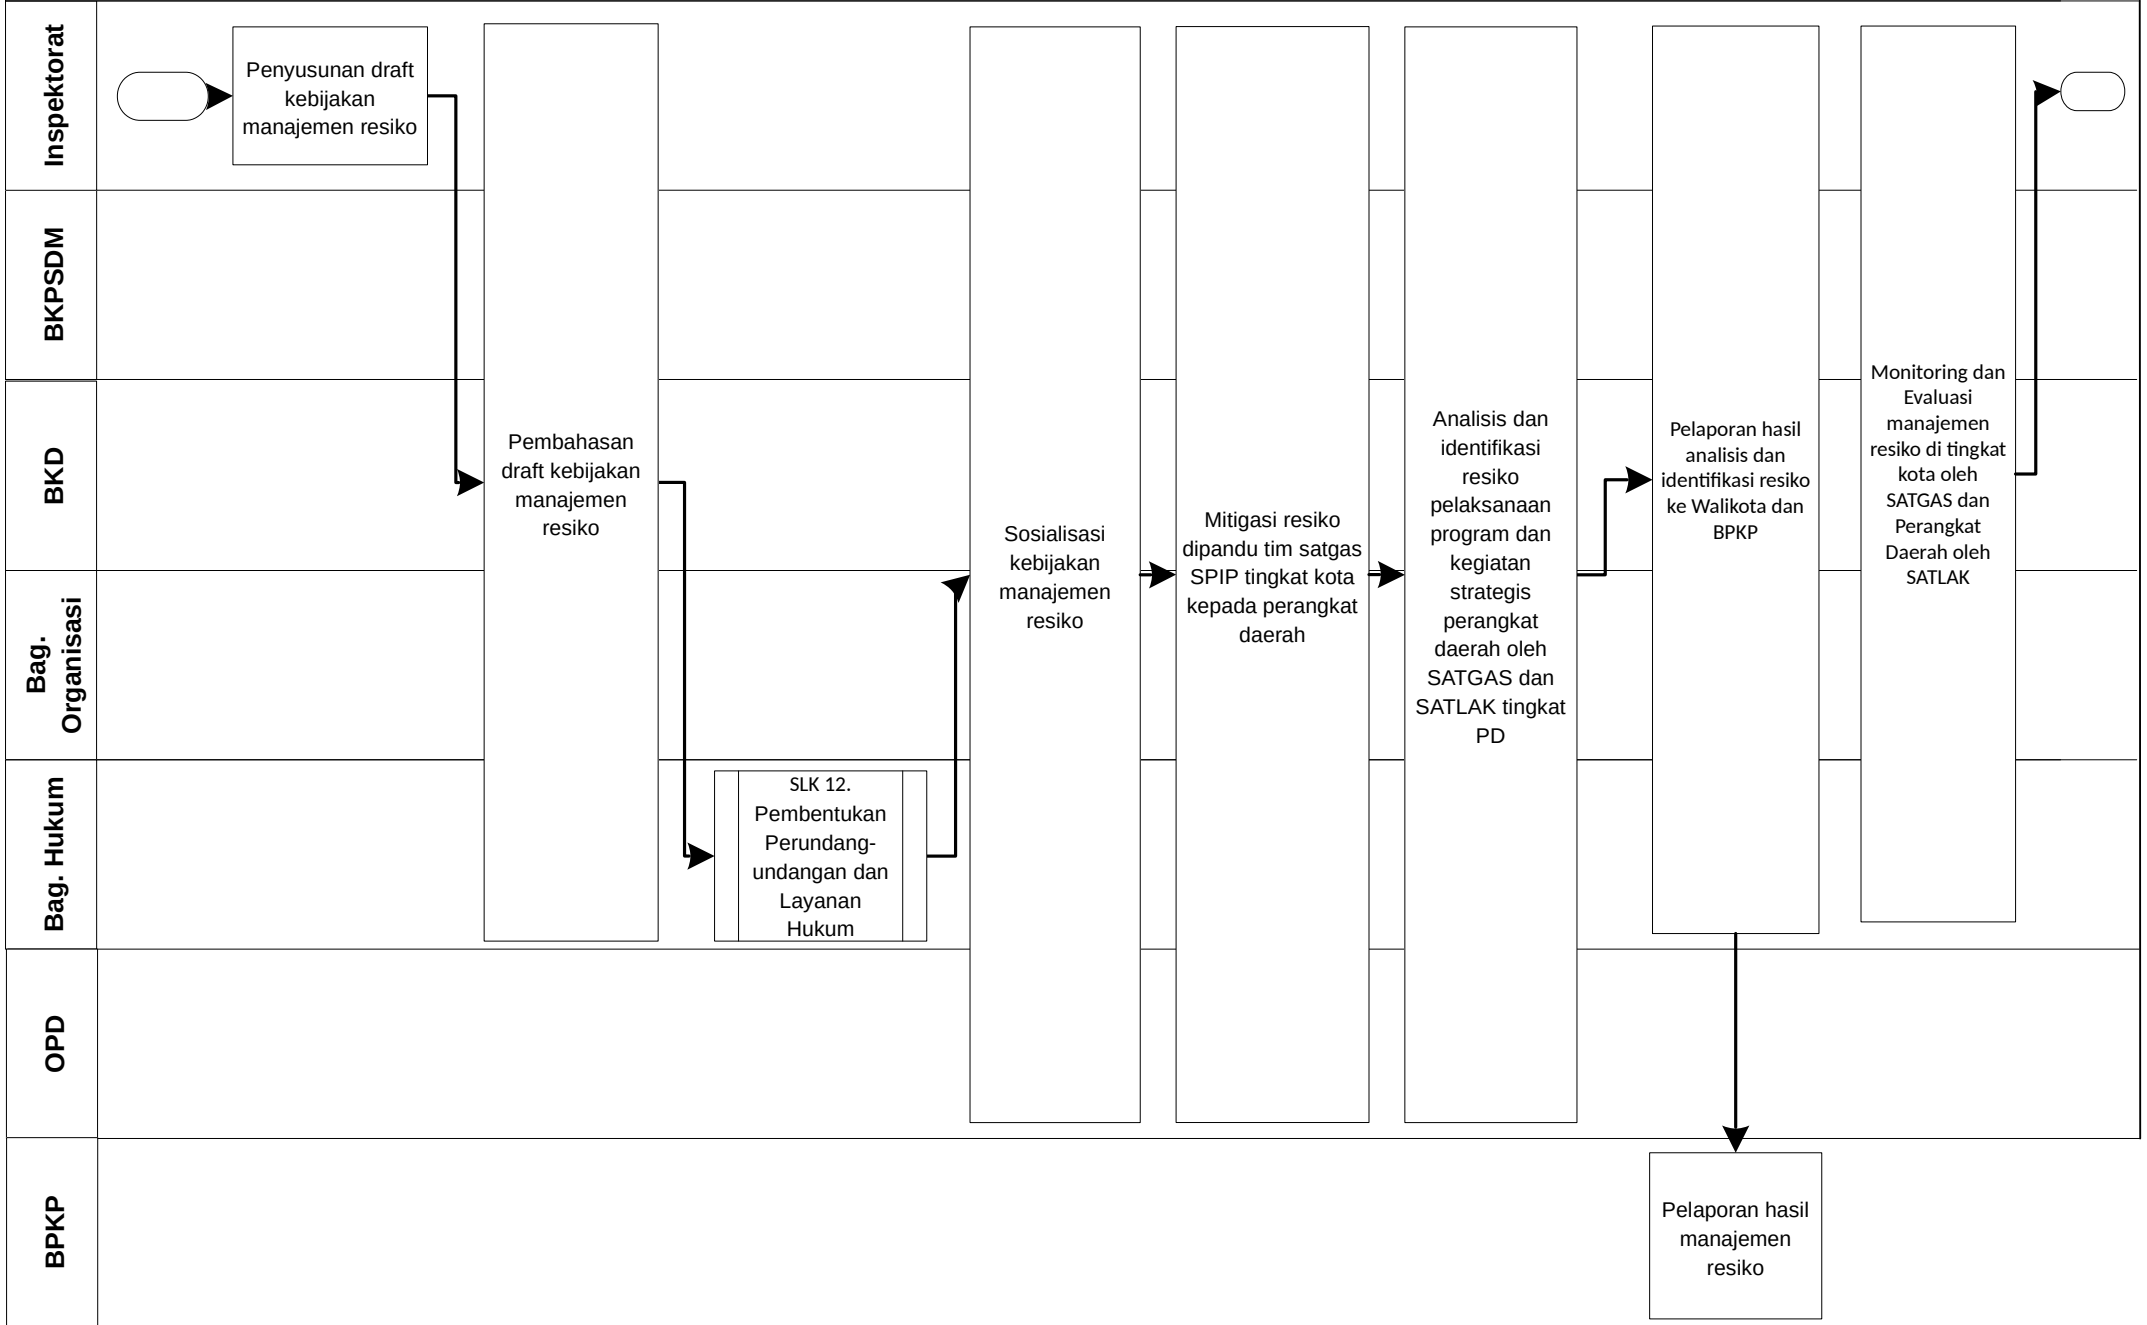 Inspektorat
BKPSDM
BKD
Bag.
Organisasi
Bag. Hukum
OPD
BPKP
Penyusunan draft
kebijakan
manajemen resiko
Pembahasan
draft kebijakan
manajemen
resiko
SLK 12.
Pembentukan
Perundang-
undangan dan
Layanan
Hukum
Sosialisasi
kebijakan
manajemen
resiko
Mitigasi resiko
dipandu tim satgas
SPIP tingkat kota
kepada perangkat
daerah
Analisis dan
identifikasi
resiko
pelaksanaan
program dan
kegiatan
strategis
perangkat
daerah oleh
SATGAS dan
SATLAK tingkat
PD
Pelaporan hasil
analisis dan
identifikasi resiko
ke Walikota dan
BPKP
Pelaporan hasil
manajemen
resiko
Monitoring dan
Evaluasi
manajemen
resiko di tingkat
kota oleh
SATGAS dan
Perangkat
Daerah oleh
SATLAK